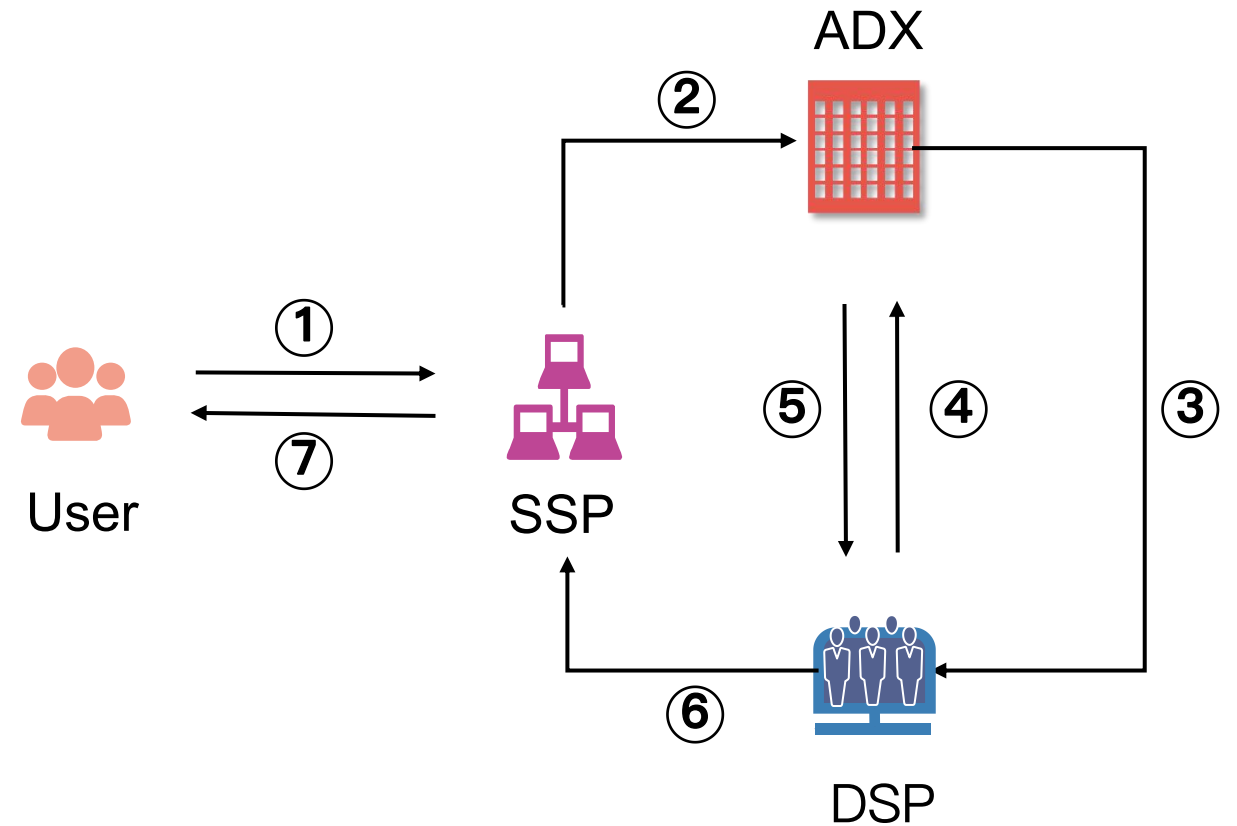 ADX
②
①
⑤
④
③
⑦
User
SSP
⑥
DSP